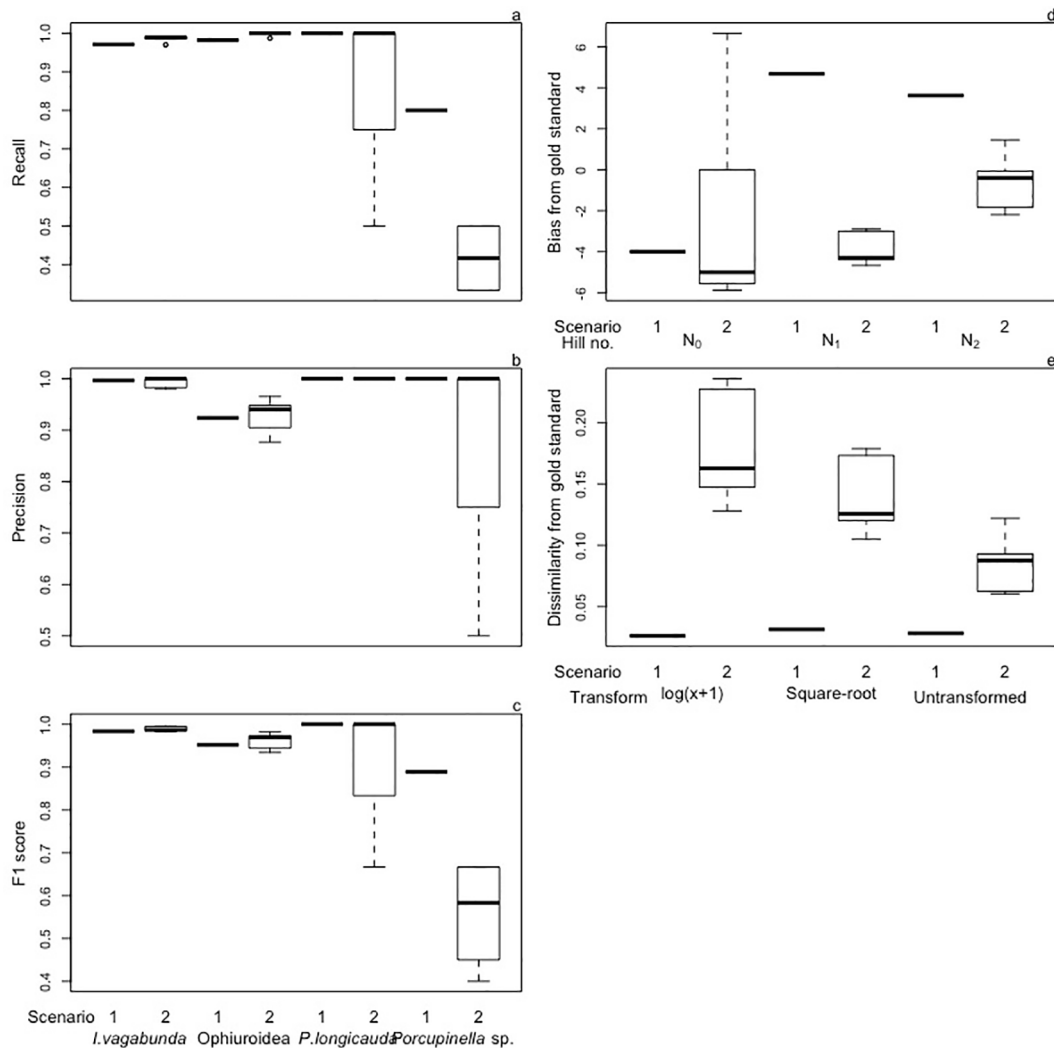 a
1.0
0.9
0.8
0.7
0.6
0.5
0.4
Recall
b
1.0
0.9
0.8
0.7
0.6
0.5
Precision
c
1.0
0.9
0.8
0.7
0.6
0.5
0.4
F1 score
Scenario 1 2 1 2 1 2 1 2
I.vagabunda Ophiuroidea P.longicauda Porcupinella sp.
d
6
4
2
0
-2
-4
-6
Bias from gold standard
Scenario 1 2 1 2 1 2
Hill no. N0 N1 N2
e
0.20
0.15
0.10
0.05
Dissimilarity from gold standard
Scenario 1 2 1 2 1 2
Transform log(x+1) Square-root Untransformed